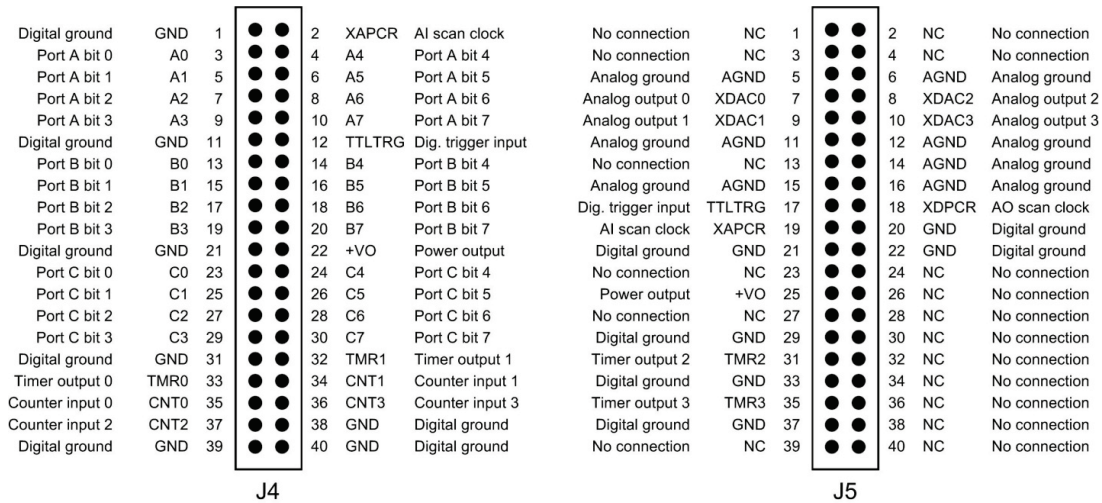 Digital ground GND 1 2 XAPCR AI scan clock
Port A bit 0 A0 3 4 A4 Port A bit 4
Port A bit 1 A1 5 6 A5 Port A bit 5
Port A bit 2 A2 7 8 A6 Port A bit 6
Port A bit 3 A3 9 10 A7 Port A bit 7
Digital ground GND 11 12 TTLTRG Dig. trigger input
Port B bit 0 B0 13 14 B4 Port B bit 4
Port B bit 1 B1 15 16 B5 Port B bit 5
Port B bit 2 B2 17 18 B6 Port B bit 6
Port B bit 3 B3 19 20 B7 Port B bit 7
Digital ground GND 21 22 +VO Power output
Port C bit 0 C0 23 24 C4 Port C bit 4
Port C bit 1 C1 25 26 C5 Port C bit 5
Port C bit 2 C2 27 28 C6 Port C bit 6
Port C bit 3 C3 29 30 C7 Port C bit 7
Digital ground GND 31 32 TMR1 Timer output 1
Timer output 0 TMR0 33 34 CNT1 Counter input 1
Counter input 0 CNT0 35 36 CNT3 Counter input 3
Counter input 2 CNT2 37 38 GND Digital ground
Digital ground GND 39 40 GND Digital ground
J4
No connection NC 1 2 NC No connection
No connection NC 3 4 NC No connection
Analog ground AGND 5 6 AGND Analog ground
Analog output 0 XDAC0 7 8 XDAC2 Analog output 2
Analog output 1 XDAC1 9 10 XDAC3 Analog output 3
Analog ground AGND 11 12 AGND Analog ground
No connection NC 13 14 AGND Analog ground
Analog ground AGND 15 16 AGND Analog ground
Dig. trigger input TTLTRG 17 18 XDPCR AO scan clock
AI scan clock XAPCR 19 20 GND Digital ground
Digital ground GND 21 22 GND Digital ground
No connection NC 23 24 NC No connection
Power output +VO 25 26 NC No connection
No connection NC 27 28 NC No connection
Digital ground GND 29 30 NC No connection
Timer output 2 TMR2 31 32 NC No connection
Digital ground GND 33 34 NC No connection
Timer output 3 TMR3 35 36 NC No connection
Digital ground GND 37 38 NC No connection
No connection NC 39 40 NC No connection
J5